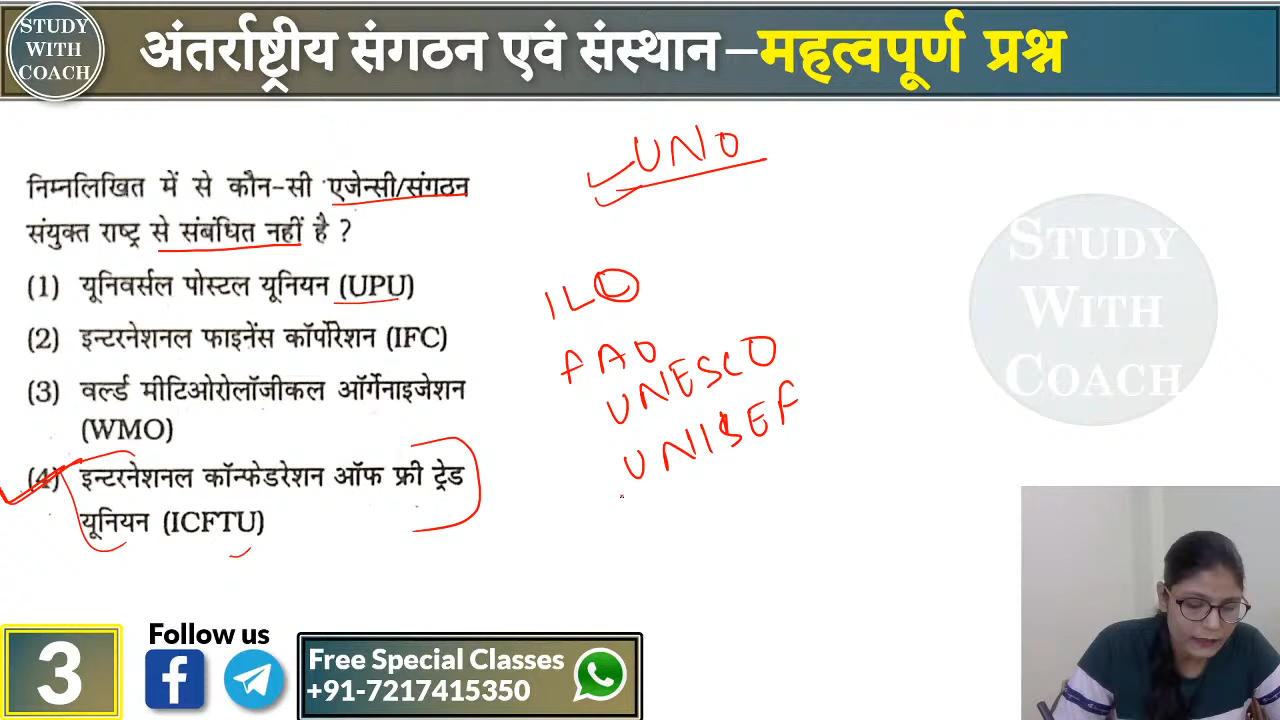 STUDY
WITH
COACH
अंतर्राष्ट्रीय संगठन एवं संस्थान–महत्वपूर्ण प्रश्न
निम्नलिखित में से कौन-सी एजेन्सी/संगठन
संयुक्त राष्ट्र से संबंधित नहीं है ?
(1) यूनिवर्सल पोस्टल यूनियन (UPU)
(2) इन्टरनेशनल फाइनेंस कॉर्पोरेशन (IFC)
(3) वर्ल्ड मीटिओरोलॉजीकल ऑर्गेनाइजेशन
(WMO)
(4) इन्टरनेशनल कॉन्फेडरेशन ऑफ फ्री ट्रेड
यूनियन (ICFTU)
UNO
ILO
FAO
UNESCO
STUDY
WITH
COACH
3
Follow us
Free Special Classes
+91-7217415350